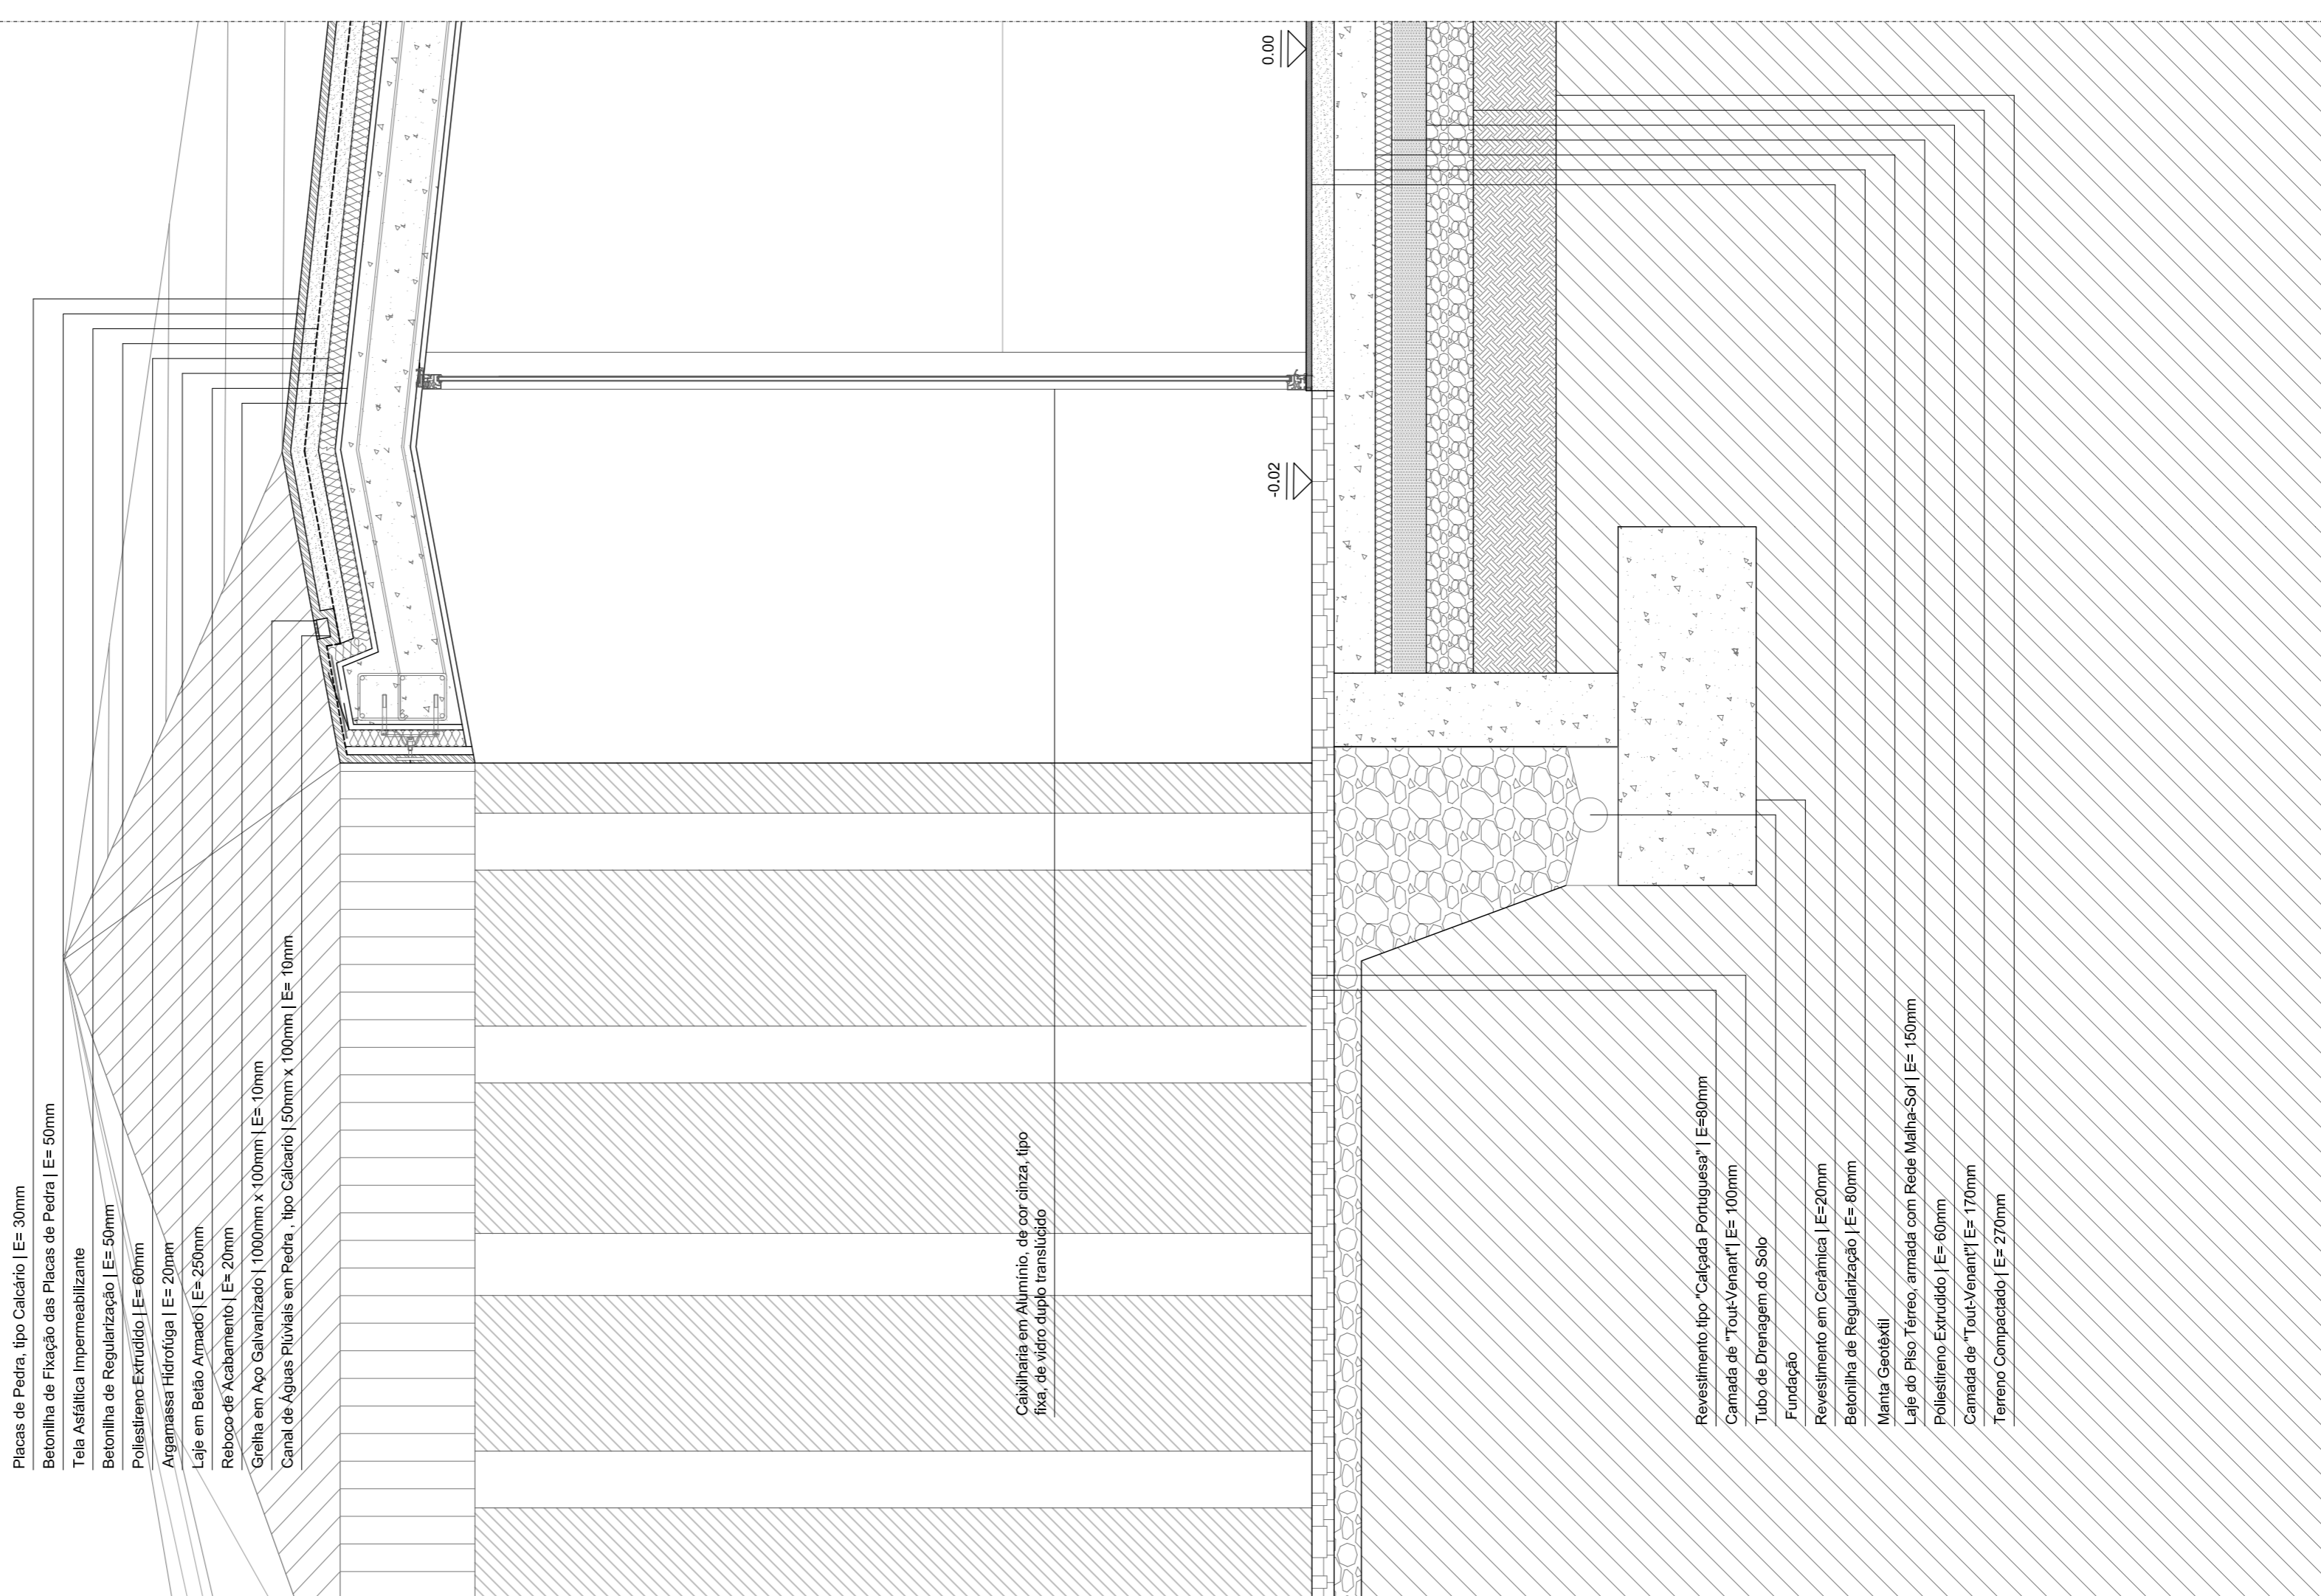 Placas de Pedra, tipo Calcário | E= 30mm
Betonilha de Fixação das Placas de Pedra | E= 50mm
Tela Asfáltica Impermeabilizante
Betonilha de Regularização | E= 50mm
Poliestireno Extrudido | E= 60mm
Argamassa Hidrofúga | E= 20mm
Laje em Betão Armado | E= 250mm
Reboco de Acabamento | E= 20mm
Grelha em Aço Galvanizado | 1000mm x 100mm | E= 10mm
Canal de Águas Plúviais em Pedra , tipo Cálcario | 50mm x 100mm | E= 10mm
Caixilharia em Alumínio, de cor cinza, tipo
fixa, de vidro duplo translúcido
0.00
-0.02
Revestimento tipo "Calçada Portuguesa" | E=80mm
Camada de "Tout-Venant"| E= 100mm
Tubo de Drenagem do Solo
Fundação
Revestimento em Cerâmica | E=20mm
Betonilha de Regularização | E= 80mm
Manta Geotêxtil
Laje do Piso Térreo, armada com Rede Malha-Sol | E= 150mm
Poliestireno Extrudido | E= 60mm
Camada de "Tout-Venant"| E= 170mm
Terreno Compactado | E= 270mm